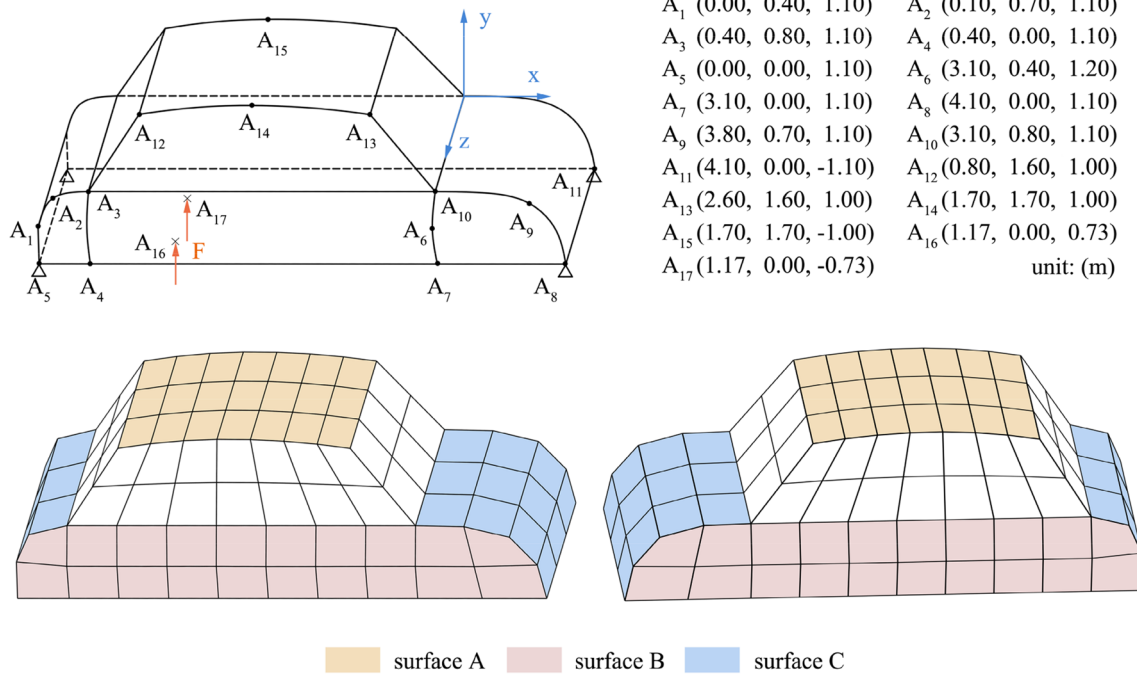 A1 (0.00, 0.40, 1.10) A2 (0.10, 0.70, 1.10)
A3 (0.40, 0.80, 1.10) A4 (0.40, 0.00, 1.10)
A5 (0.00, 0.00, 1.10) A6 (3.10, 0.40, 1.20)
A7 (3.10, 0.00, 1.10) A8 (4.10, 0.00, 1.10)
A9 (3.80, 0.70, 1.10) A10 (3.10, 0.80, 1.10)
A11 (4.10, 0.00, -1.10) A12 (0.80, 1.60, 1.00)
A13 (2.60, 1.60, 1.00) A14 (1.70, 1.70, 1.00)
A15 (1.70, 1.70, -1.00) A16 (1.17, 0.00, 0.73)
A17 (1.17, 0.00, -0.73) unit: (m)
y
A15
x
A12
A14
A13
z
A11
A1
A2
A3
A17
A16
F
A6
A10
A9
A5
A4
A7
A8
surface A surface B surface C